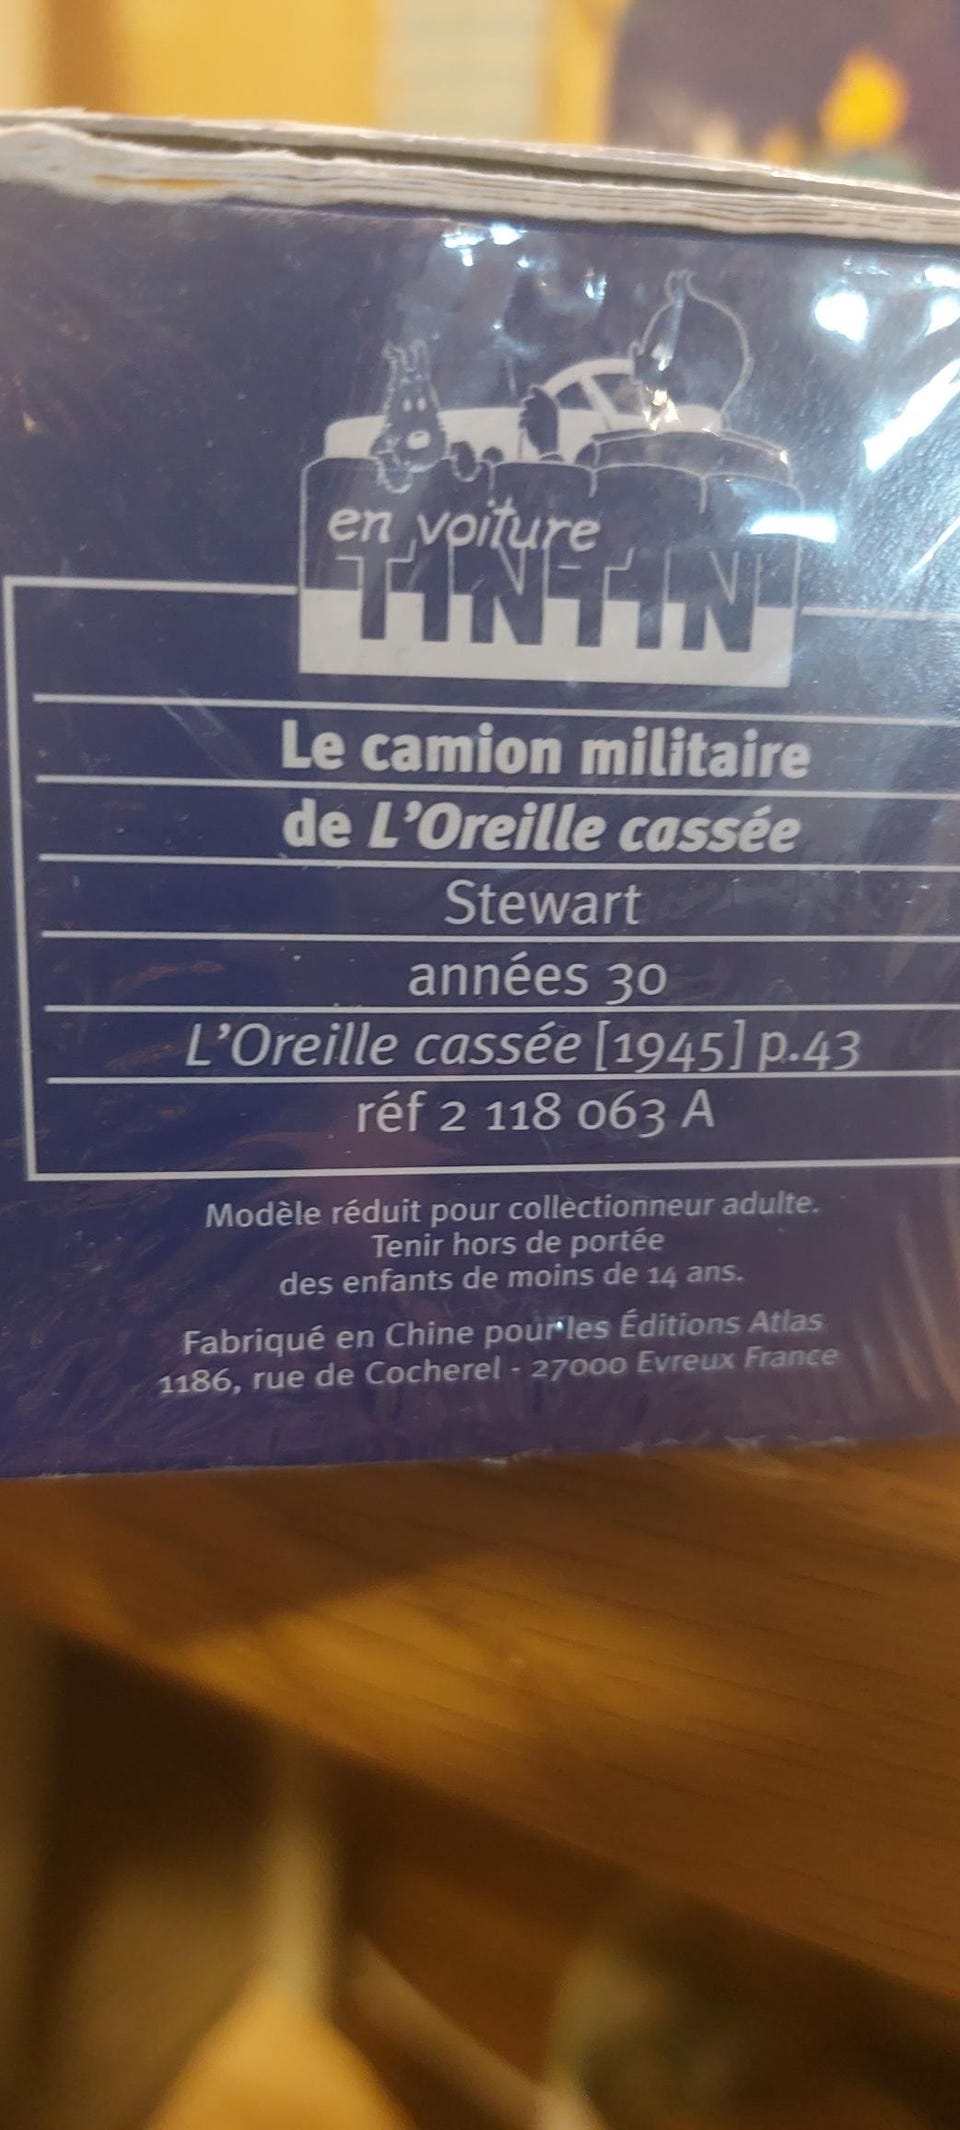 en voiture
TINTIN
Le camion militaire
de L'Oreille cassée
Stewart
années 30
L'Oreille cassée [1945] p.43
réf 2 118 063 A
Modèle réduit pour collectionneur adulte.
Tenir hors de portée
des enfants de moins de 14 ans.
Fabriqué en Chine pour les Éditions Atlas
1186, rue de Cocherel - 27000 Evreux France